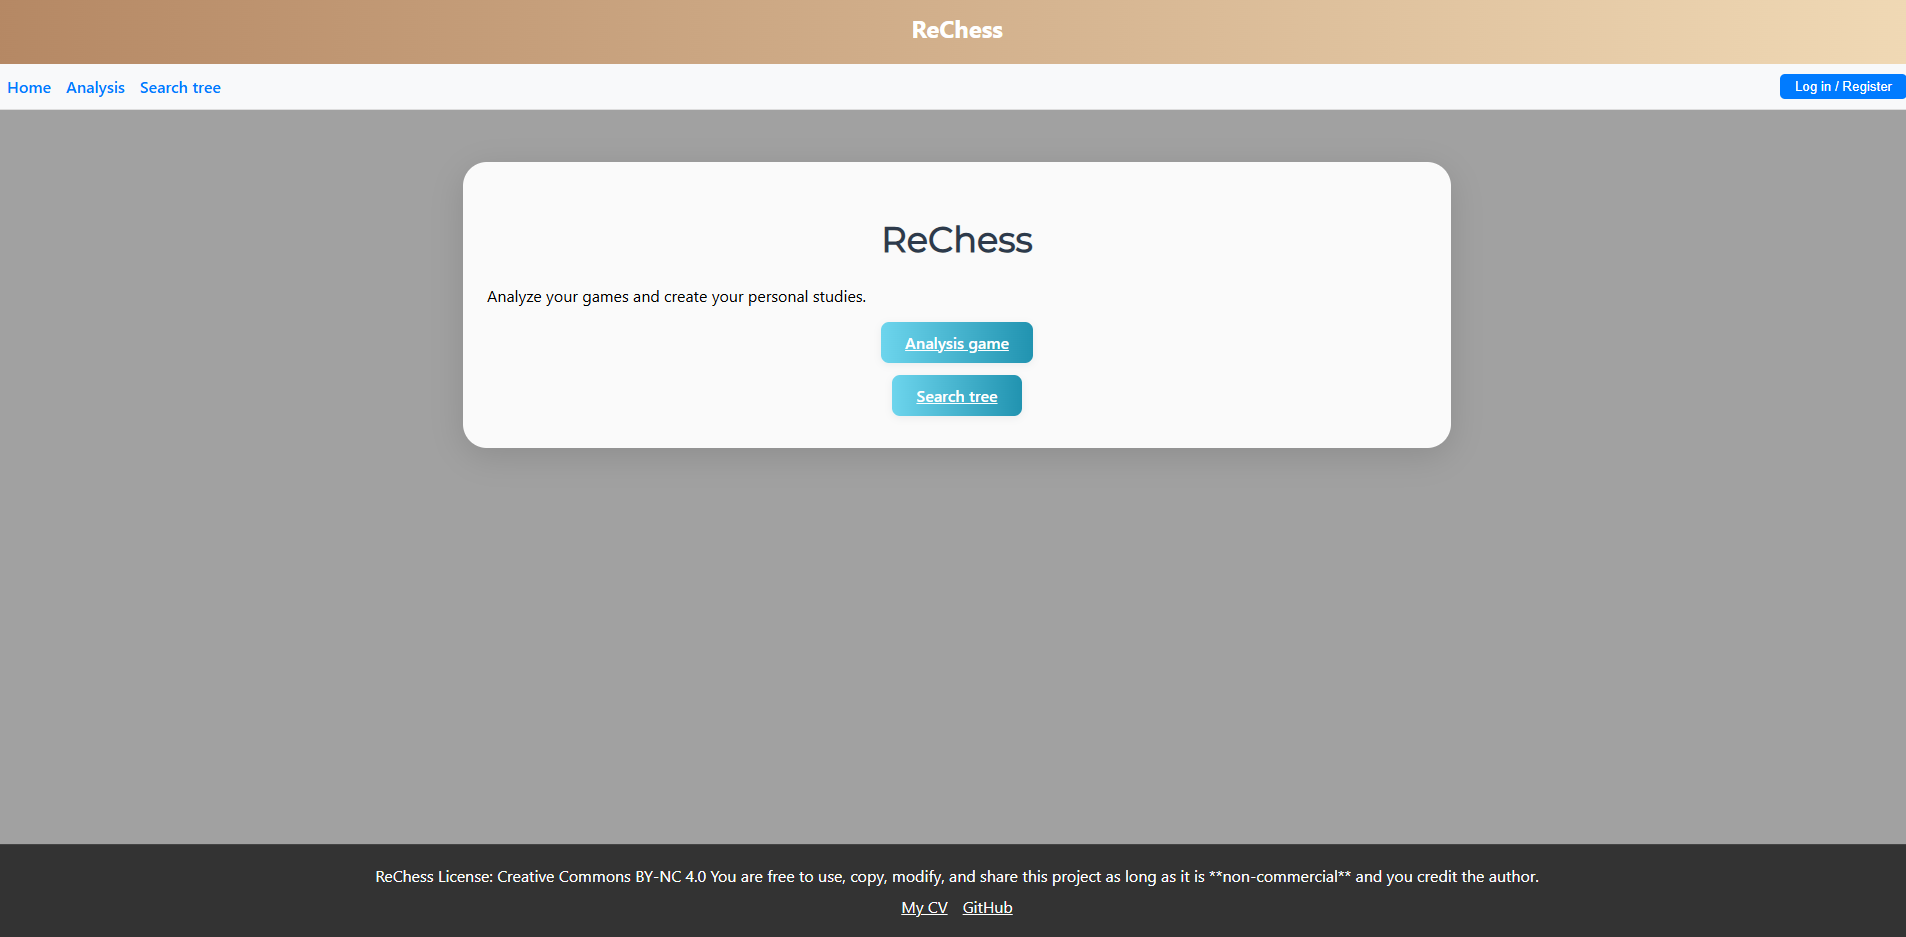 ReChess
Home Analysis Search tree Log in / Register
ReChess
Analyze your games and create your personal studies.
Analysis game
Search tree
ReChess License: Creative Commons BY-NC 4.0 You are free to use, copy, modify, and share this project as long as it is **non-commercial** and you credit the author.
My CV GitHub